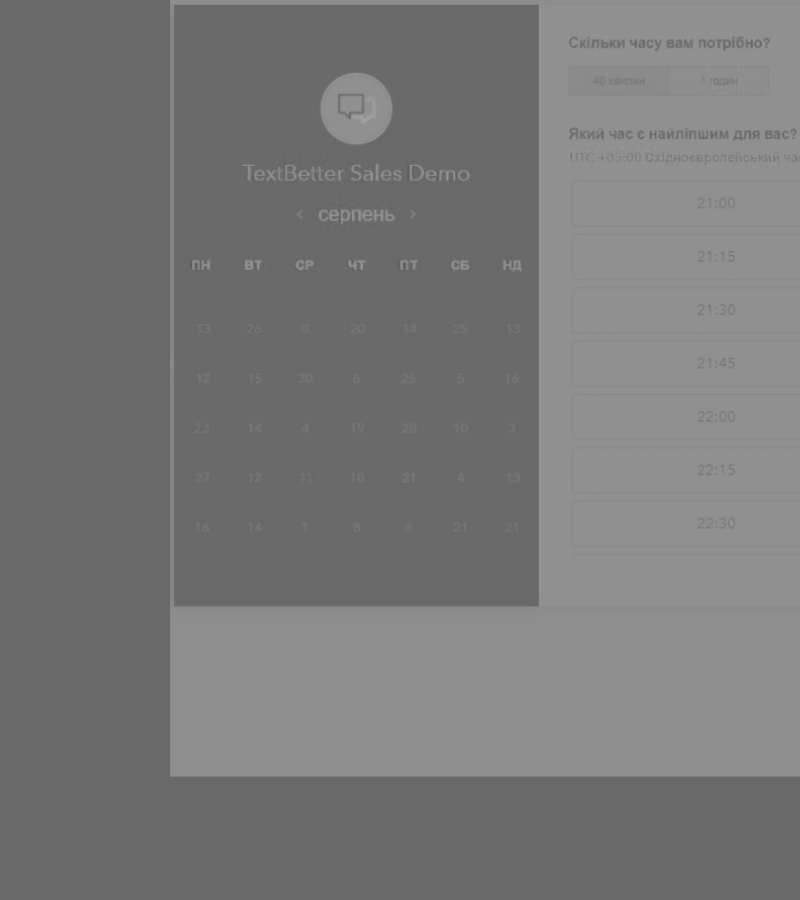 TextBetter Sales Demo
‹ серпень ›
ПН ВТ СР ЧТ ПТ СБ НД
13 26 8 20 14 25 13
12 15 30 6 25 5 16
23 14 4 19 28 10 3
27 12 11 18 21 4 13
16 14 1 8 3 21 21
Скільки часу вам потрібно?
40 хвилин 1 годин
Який час є найліпшим для вас?
UTC +03:00 Східноєвропейський
21:00
21:15
21:30
21:45
22:00
22:15
22:30